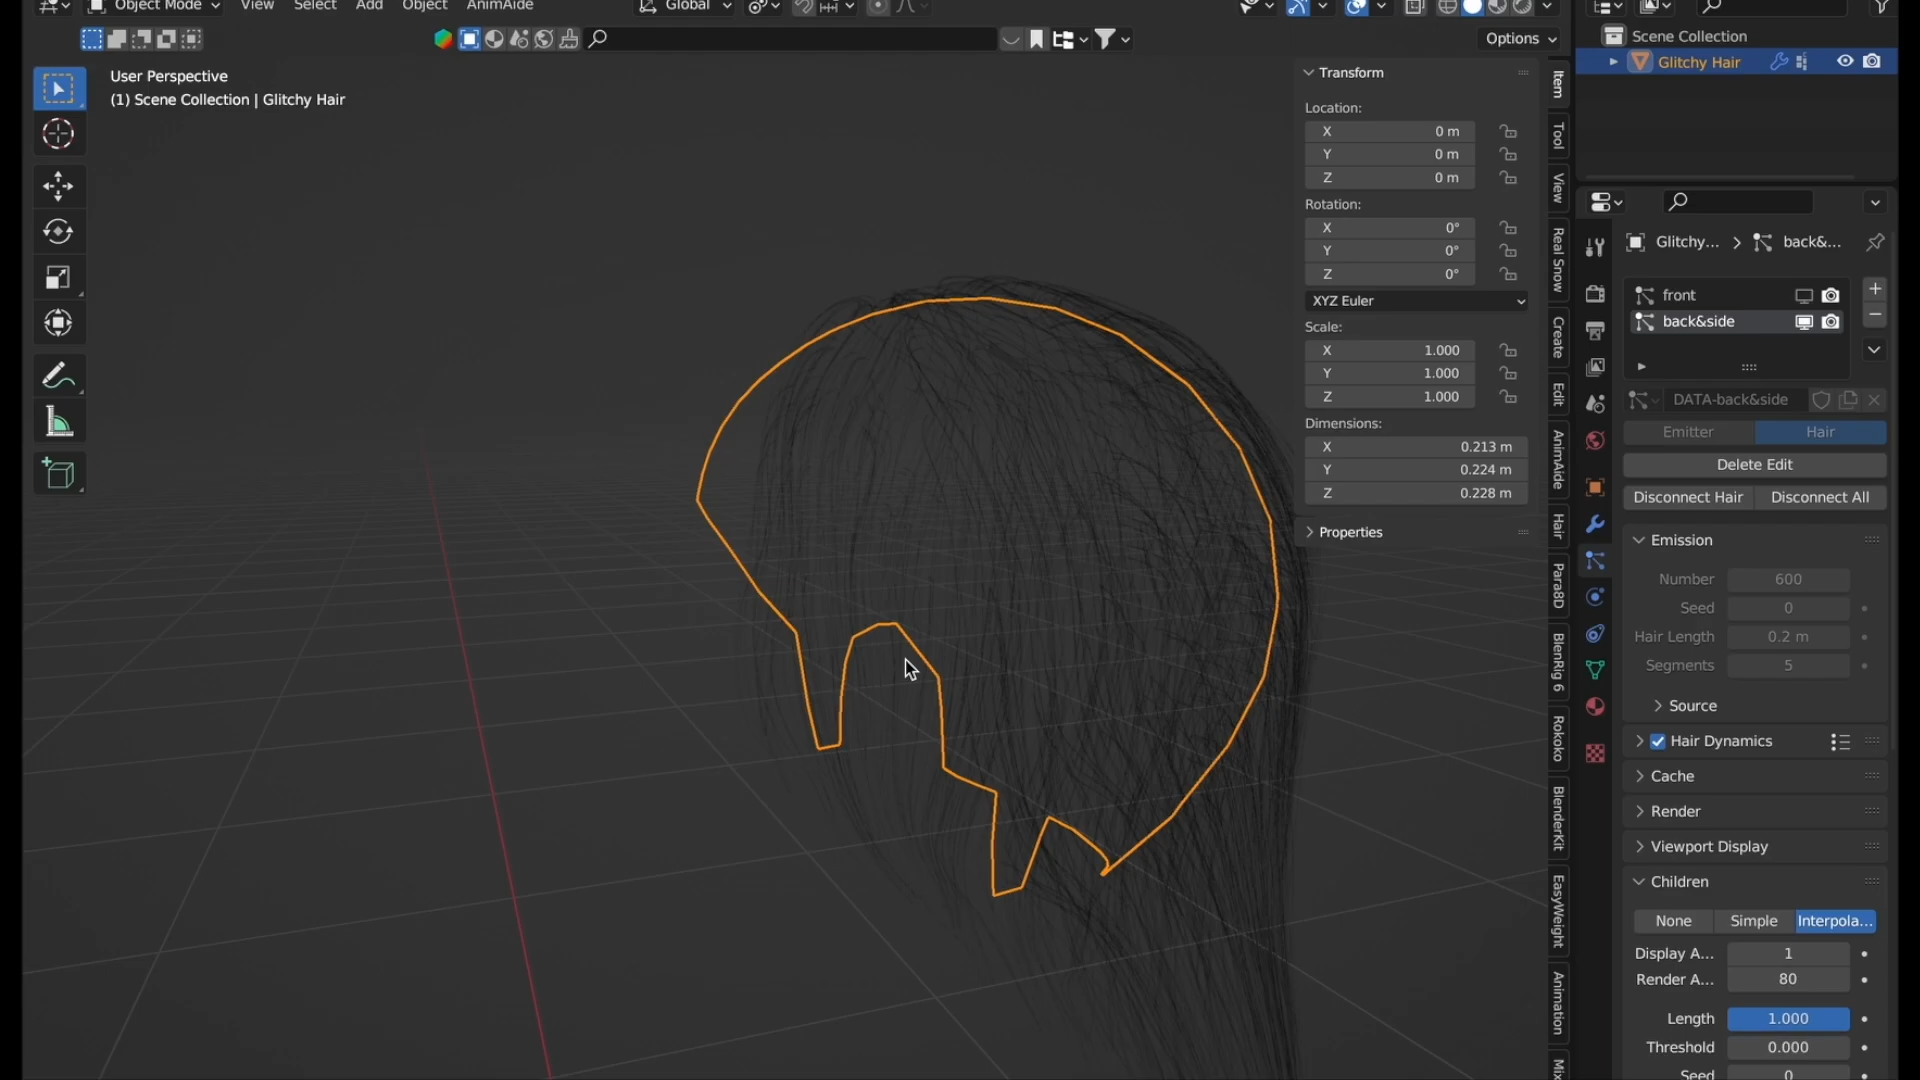 Object Mode View Select Add Object AnimAide Global
Options
User Perspective
(1) Scene Collection | Glitchy Hair
Transform
Location:
X 0 m
Y 0 m
Z 0 m
Rotation:
X 0°
Y 0°
Z 0°
XYZ Euler
Scale:
X 1.000
Y 1.000
Z 1.000
Dimensions:
X 0.213 m
Y 0.224 m
Z 0.228 m
Properties
Item
Tool
View
Real Snow
Create
Edit
AnimAide
Hair
Para8D
BlenRig 6
Rokoko
BlenderKit
EasyWeight
Animation
Mix
Scene Collection
Glitchy Hair
Glitchy... > back&...
front
back&side
DATA-back&side
Emitter Hair
Delete Edit
Disconnect Hair Disconnect All
Emission
Number 600
Seed 0
Hair Length 0.2 m
Segments 5
Source
Hair Dynamics
Cache
Render
Viewport Display
Children
None Simple Interpola...
Display A... 1
Render A... 80
Length 1.000
Threshold 0.000
Seed 0